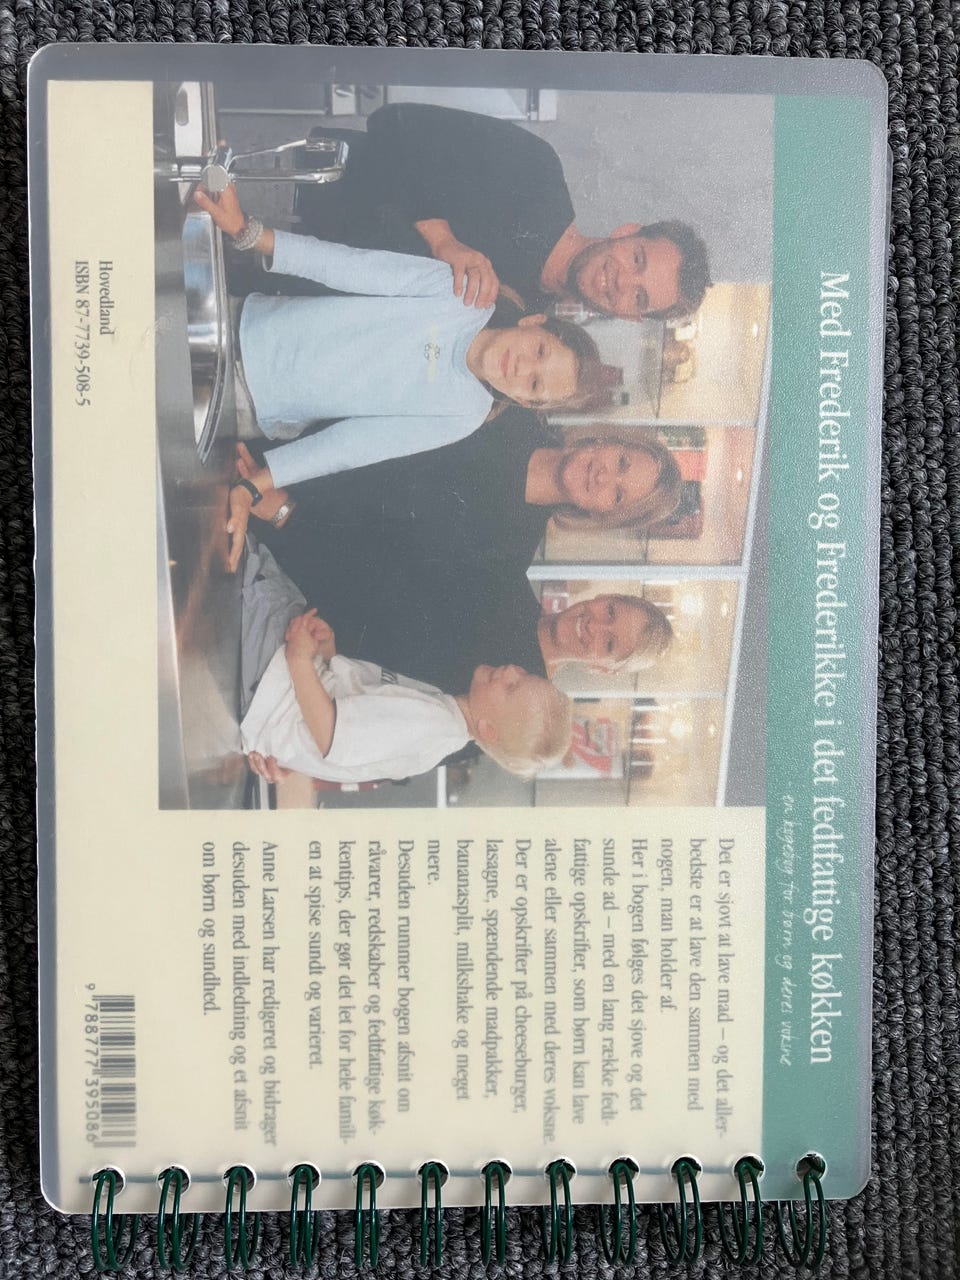 Med Frederik og Frederikke i det fedtfattige køkken
en kogebog for børn og deres voksne
Det er sjovt at lave mad – og det aller-
bedste er at lave den sammen med
nogen, man holder af.
Her i bogen følges det sjove og det
sunde ad – med en lang række fedt-
fattige opskrifter, som børn kan lave
alene eller sammen med deres voksne.
Der er opskrifter på cheeseburger,
lasagne, spændende madpakker,
bananasplit, milkshake og meget
mere.
Desuden rummer bogen afsnit om
råvarer, redskaber og fedtfattige køk-
kentips, der gør det let for hele famili-
en at spise sundt og varieret.
Anne Larsen har redigeret og bidrager
desuden med indledning og et afsnit
om børn og sundhed.
Hovedland
ISBN 87-7739-508-5
9 788777 395086